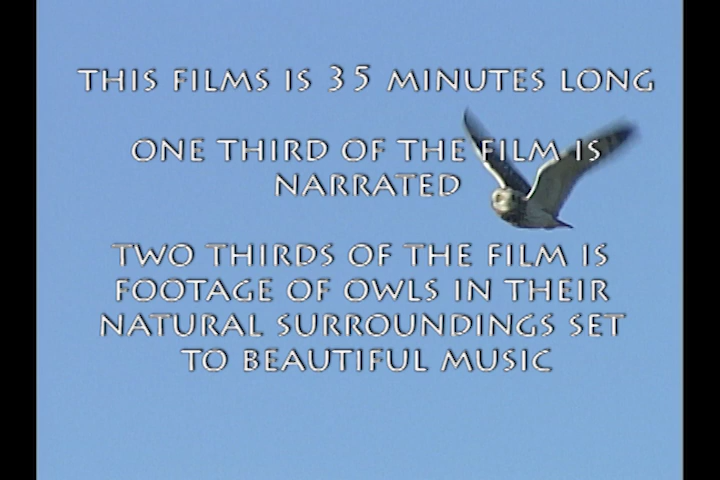 THIS FILMS IS 35 MINUTES LONG
ONE THIRD OF THE FILM IS
NARRATED
TWO THIRDS OF THE FILM IS
FOOTAGE OF OWLS IN THEIR
NATURAL SURROUNDINGS SET
TO BEAUTIFUL MUSIC